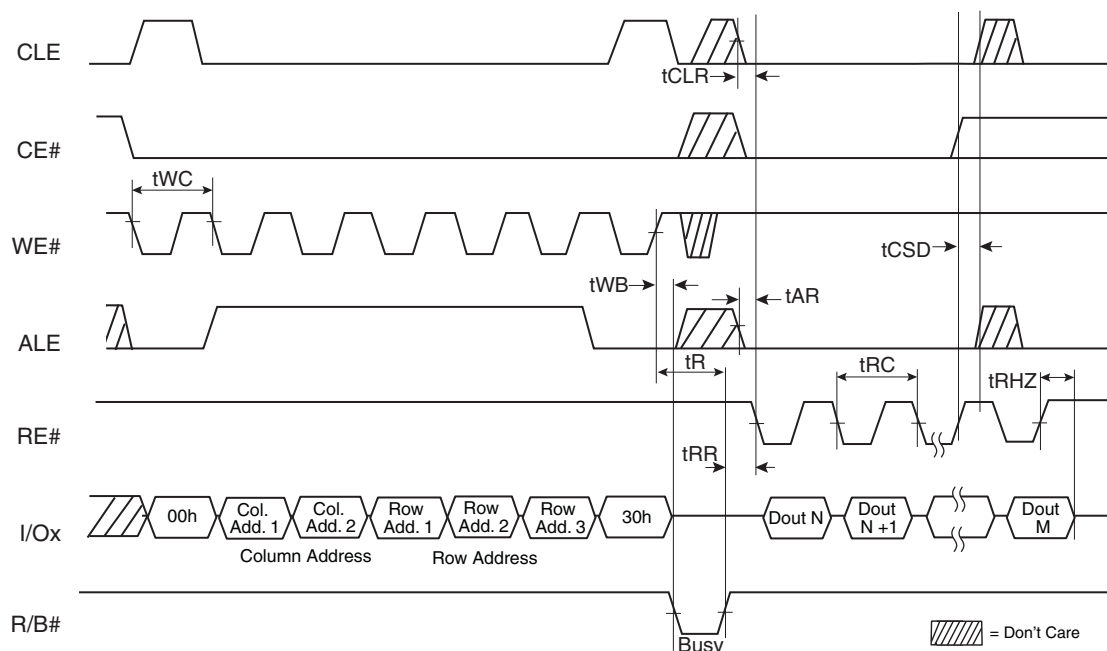 CLE
tCLR
CE#
tWC
WE#
tCSD
tWB
tAR
ALE
tR
tRC
tRHZ
RE#
tRR
I/Ox
00h
Col.
Add. 1
Col.
Add. 2
Row
Add. 1
Row
Add. 2
Row
Add. 3
30h
Dout N
Dout
N +1
Dout
M
Column Address
Row Address
R/B#
Busy
= Don't Care